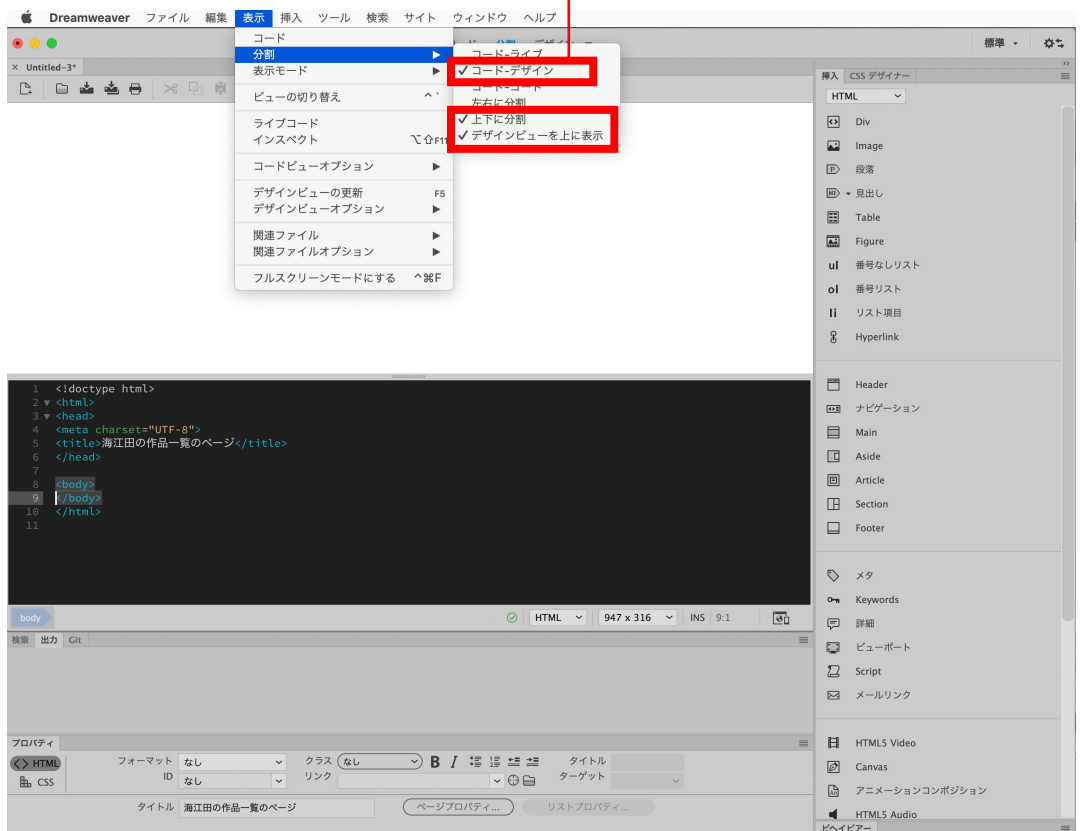 Dreamweaver ファイル 編集 表示 挿入 ツール 検索 サイト ウィンドウ ヘルプ
標準
× Untitled-3*
コード
分割 ▶
表示モード ▶
ビューの切り替え ^`
ライブコード
インスペクト ⌥⇧F11
コードビューオプション ▶
デザインビューの更新 F5
デザインビューオプション ▶
関連ファイル ▶
関連ファイルオプション ▶
フルスクリーンモードにする ^⌘F
コード-ライブ
✓コード-デザイン
コード-コード
左右に分割
✓上下に分割
✓デザインビューを上に表示
挿入 CSS デザイナー
HTML
Div
Image
段落
見出し
Table
Figure
ul 番号なしリスト
ol 番号リスト
li リスト項目
Hyperlink
Header
ナビゲーション
Main
Aside
Article
Section
Footer
メタ
Keywords
詳細
ビューポート
Script
メールリンク
HTML5 Video
Canvas
アニメーションコンポジション
HTML5 Audio
ビヘイビアー
1 <!doctype html>
2 ▼ <html>
3 ▼ <head>
4 <meta charset="UTF-8">
5 <title>海江田の作品一覧のページ</title>
6 </head>
7
8 <body>
9 </body>
10 </html>
11
body HTML 947 x 316 INS 9:1
検索 出力 Git
プロパティ
<> HTML フォーマット なし クラス なし B I タイトル
CSS ID なし リンク ターゲット
タイトル 海江田の作品一覧のページ ページプロパティ... リストプロパティ...